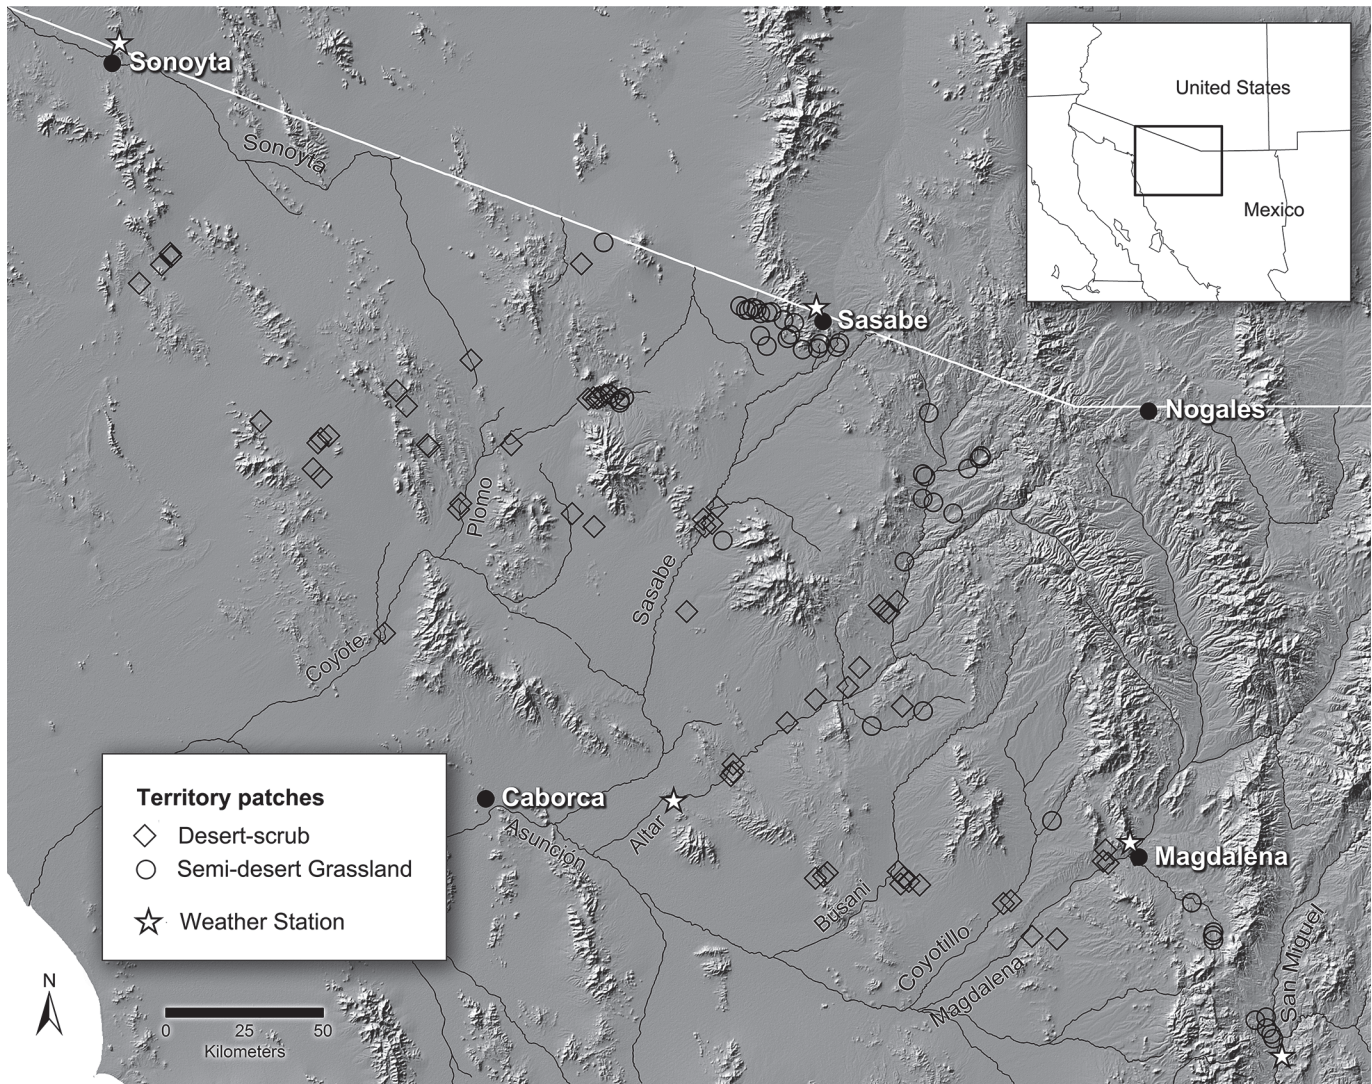 Sonoyta
United States
Sonoyta
Mexico
Sasabe
Nogales
Plomo
Sasabe
Coyote
Territory patches
Desert-scrub
Semi-desert Grassland
Weather Station
Caborca
Asuncion
Altar
Magdalena
Busani
Coyotillo
Magdalena
San Miguel
N
0 25 50
Kilometers